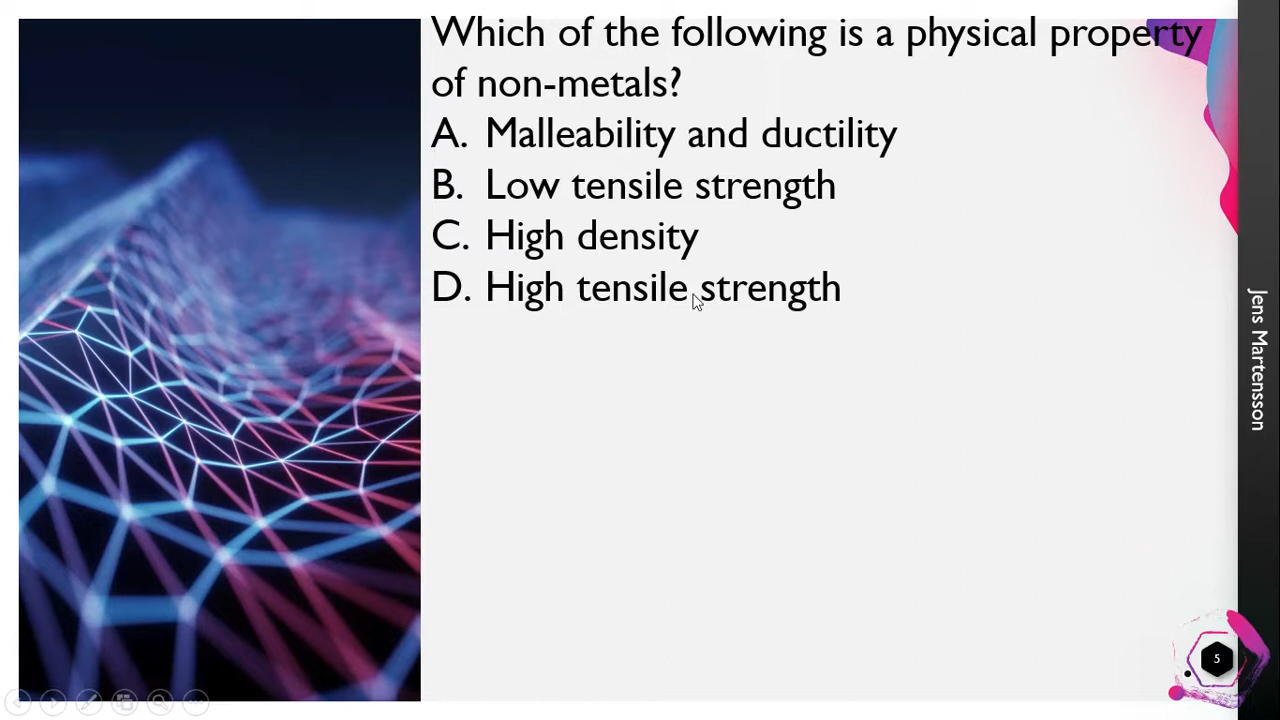 Which of the following is a physical property
of non-metals?
A. Malleability and ductility
B. Low tensile strength
C. High density
D. High tensile strength
Jens Martensson
5